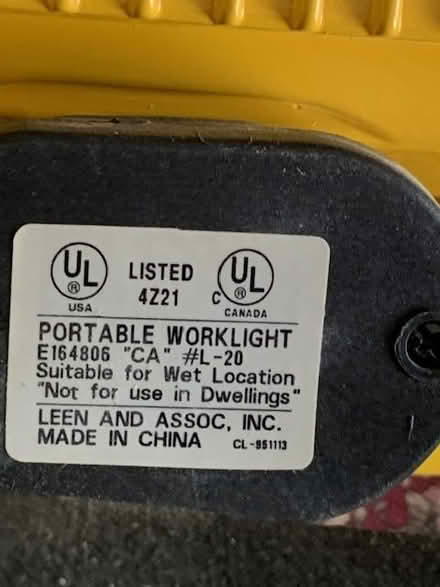 UL ® USA
LISTED
4Z21
C UL ® CANADA
PORTABLE WORKLIGHT
E164806 "CA" #L-20
Suitable for Wet Location
"Not for use in Dwellings"
LEEN AND ASSOC, INC.
MADE IN CHINA CL-951113